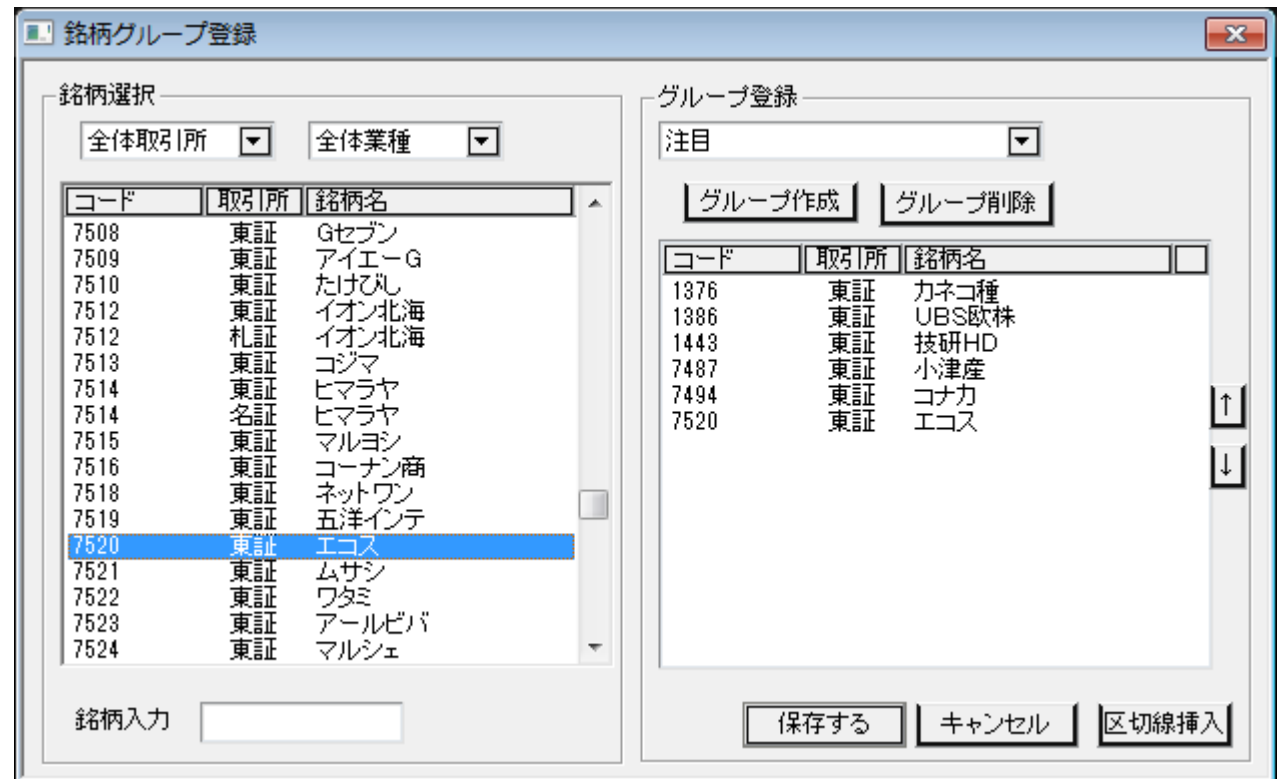 銘柄グループ登録
銘柄選択
全体取引所 全体業種
コード 取引所 銘柄名
7508 東証 Gセブン
7509 東証 アイエーG
7510 東証 たけびし
7512 東証 イオン北海
7512 札証 イオン北海
7513 東証 コジマ
7514 東証 ヒマラヤ
7514 名証 ヒマラヤ
7515 東証 マルヨシ
7516 東証 コーナン商
7518 東証 ネットワン
7519 東証 五洋インテ
7520 東証 エコス
7521 東証 ムサシ
7522 東証 ワタミ
7523 東証 アールビバ
7524 東証 マルシェ
銘柄入力
グループ登録
注目
グループ作成 グループ削除
コード 取引所 銘柄名
1376 東証 カネコ種
1386 東証 UBS欧株
1443 東証 技研HD
7487 東証 小津産
7494 東証 コナカ
7520 東証 エコス
↑
↓
保存する キャンセル 区切線挿入